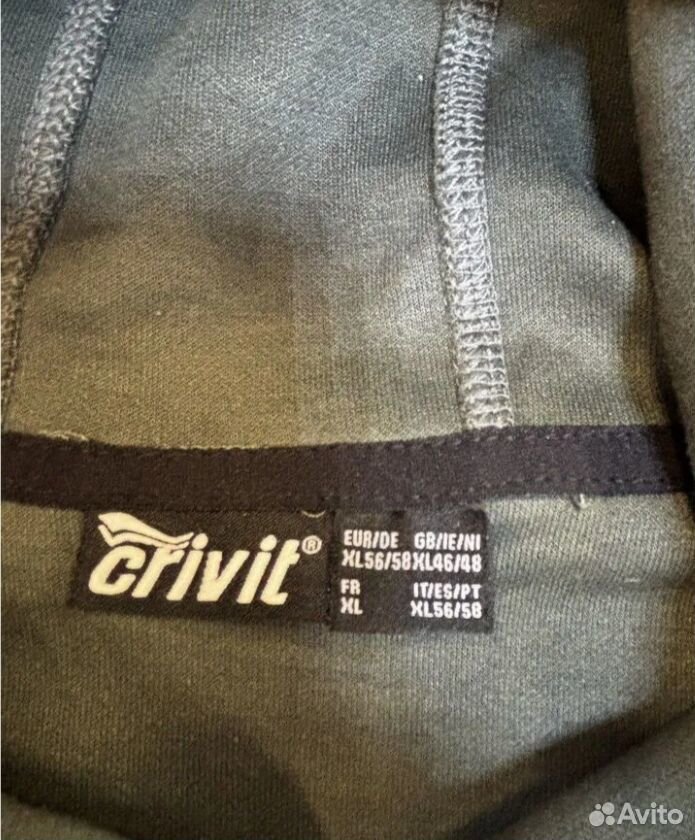 crivit®
EUR/DE GB/IE/NI
XL56/58 XL46/48
FR IT/ES/PT
XL XL56/58
Avito